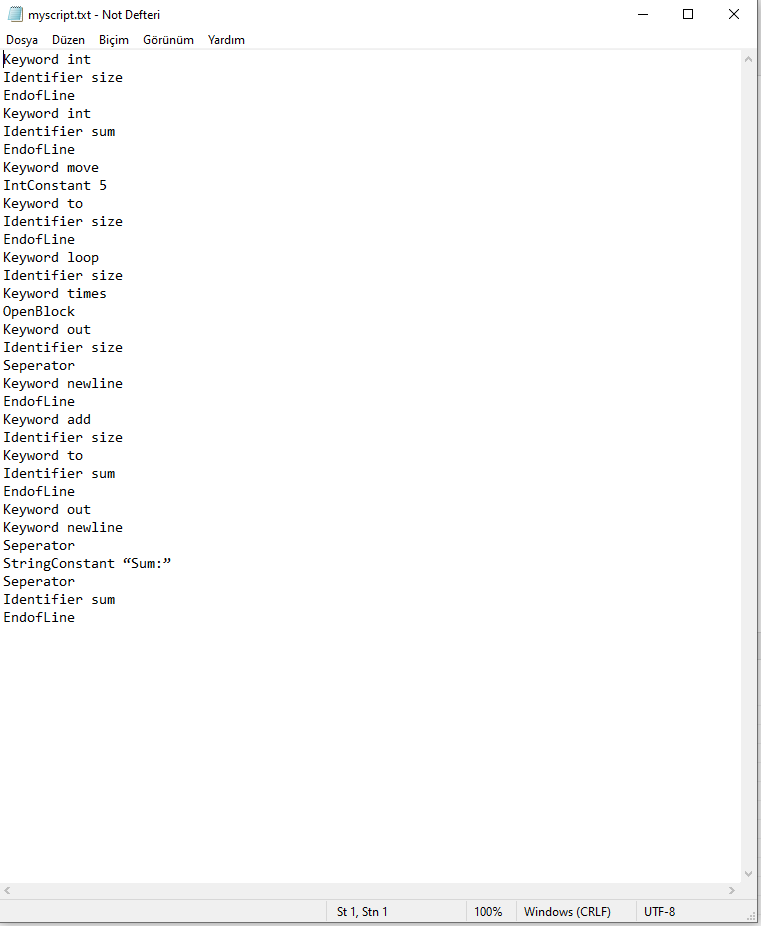 myscript.txt - Not Defteri
Dosya Düzen Biçim Görünüm Yardım
Keyword int
Identifier size
EndofLine
Keyword int
Identifier sum
EndofLine
Keyword move
IntConstant 5
Keyword to
Identifier size
EndofLine
Keyword loop
Identifier size
Keyword times
OpenBlock
Keyword out
Identifier size
Seperator
Keyword newline
EndofLine
Keyword add
Identifier size
Keyword to
Identifier sum
EndofLine
Keyword out
Keyword newline
Seperator
StringConstant “Sum:”
Seperator
Identifier sum
EndofLine
St 1, Stn 1 100% Windows (CRLF) UTF-8